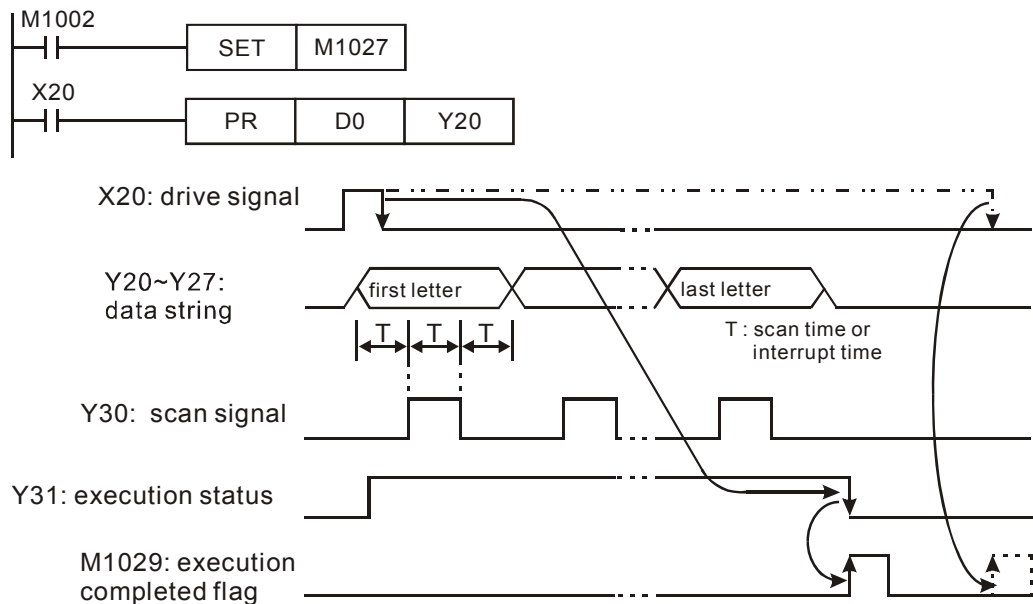 M1002
SET M1027
X20
PR D0 Y20
X20: drive signal
Y20~Y27:
data string
first letter
last letter
T T T
T : scan time or
interrupt time
Y30: scan signal
Y31: execution status
M1029: execution
completed flag